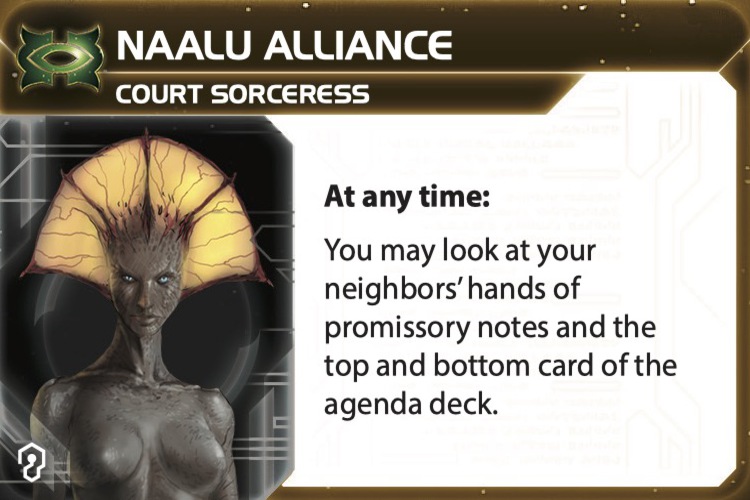 NAALU ALLIANCE
COURT SORCERESS
At any time:
You may look at your
neighbors' hands of
promissory notes and the
top and bottom card of the
agenda deck.